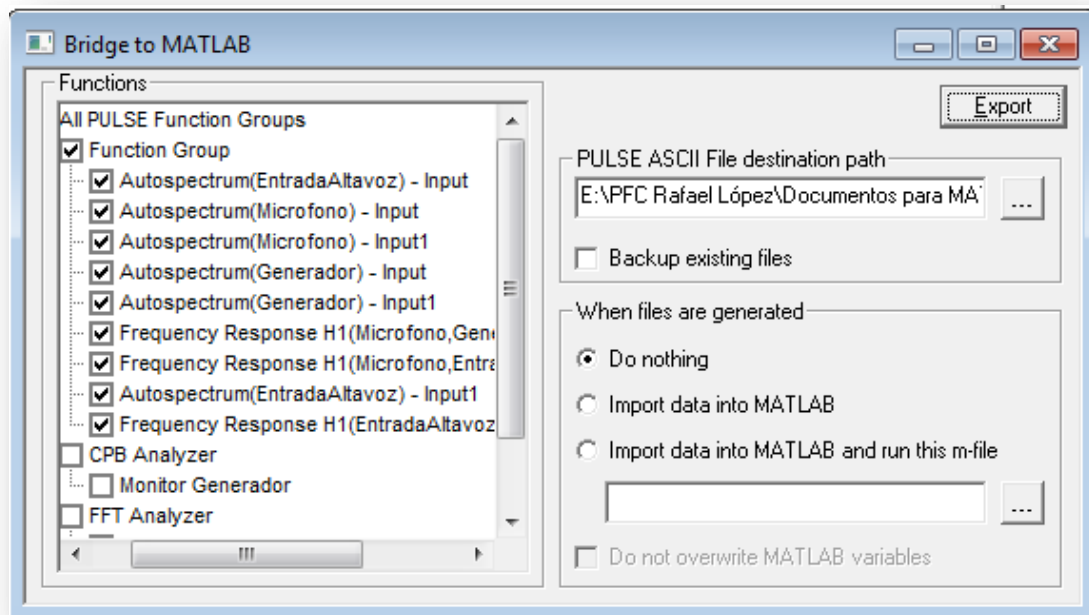 Bridge to MATLAB
Functions
All PULSE Function Groups
Function Group
Autospectrum(EntradaAltavoz) - Input
Autospectrum(Microfono) - Input
Autospectrum(Microfono) - Input1
Autospectrum(Generador) - Input
Autospectrum(Generador) - Input1
Frequency Response H1(Microfono,Gene
Frequency Response H1(Microfono,Entra
Autospectrum(EntradaAltavoz) - Input1
Frequency Response H1(EntradaAltavoz
CPB Analyzer
Monitor Generador
FFT Analyzer
Export
PULSE ASCII File destination path
E:\PFC Rafael López\Documentos para MA
...
Backup existing files
When files are generated
Do nothing
Import data into MATLAB
Import data into MATLAB and run this m-file
...
Do not overwrite MATLAB variables